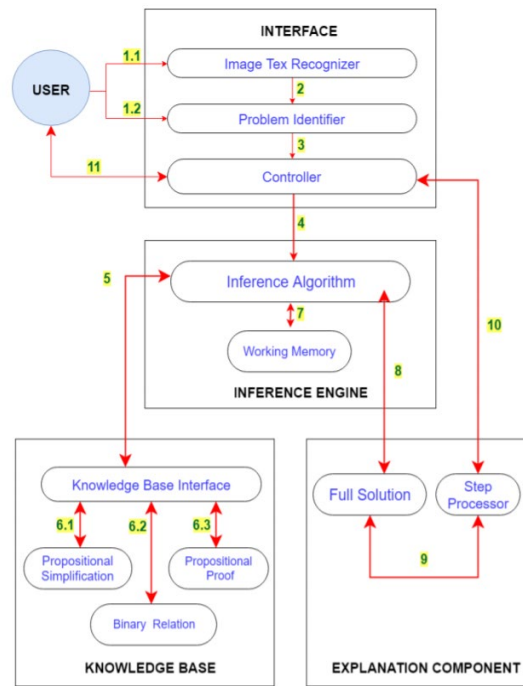 INTERFACE
1.1
Image Tex Recognizer
USER
2
1.2
Problem Identifier
3
11
Controller
4
5
Inference Algorithm
7
10
Working Memory
8
INFERENCE ENGINE
Knowledge Base Interface
Full Solution
Step
Processor
6.1
6.2
6.3
Propositional
Simplification
Propositional
Proof
9
Binary Relation
KNOWLEDGE BASE
EXPLANATION COMPONENT